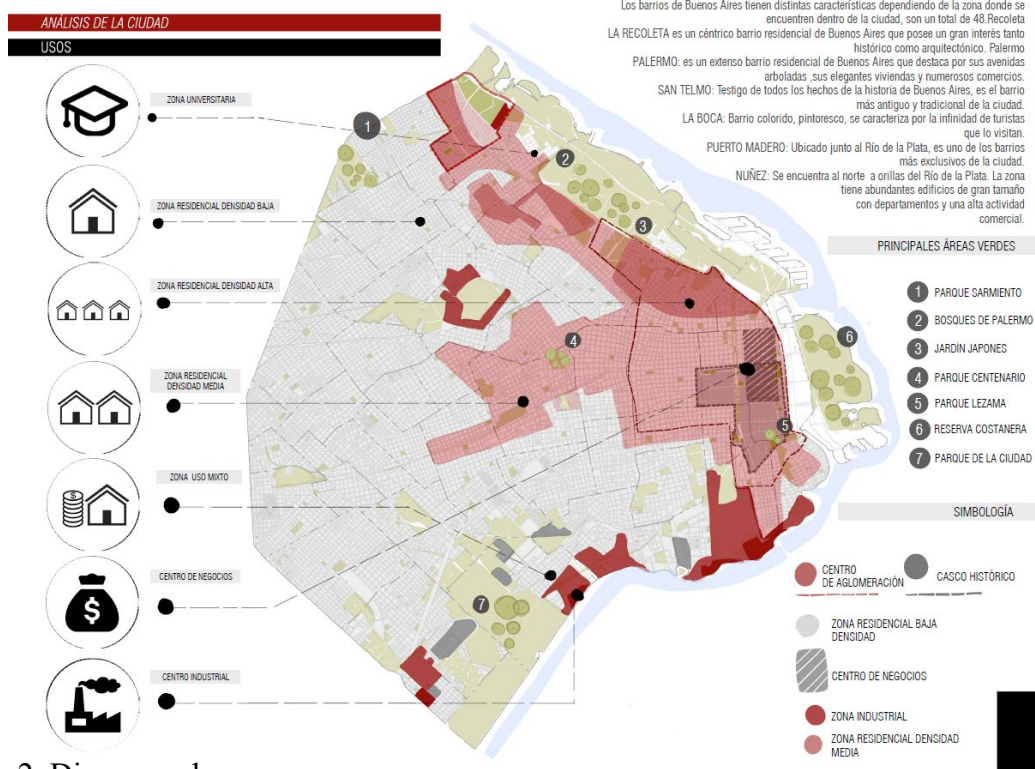 ANÁLISIS DE LA CIUDAD
USOS
ZONA UNIVERSITARIA
ZONA RESIDENCIAL DENSIDAD BAJA
ZONA RESIDENCIAL DENSIDAD ALTA
ZONA RESIDENCIAL
DENSIDAD MEDIA
ZONA USO MIXTO
$
CENTRO DE NEGOCIOS
$
CENTRO INDUSTRIAL
1
2
3
4
5
6
7
Los barrios de Buenos Aires tienen distintas características dependiendo de la zona donde se
encuentren dentro de la ciudad, son un total de 48.Recoleta
LA RECOLETA es un céntrico barrio residencial de Buenos Aires que posee un gran interés tanto
histórico como arquitectónico. Palermo
PALERMO: es un extenso barrio residencial de Buenos Aires que destaca por sus avenidas
arboladas ,sus elegantes viviendas y numerosos comercios.
SAN TELMO: Testigo de todos los hechos de la historia de Buenos Aires, es el barrio
más antiguo y tradicional de la ciudad.
LA BOCA: Barrio colorido, pintoresco, se caracteriza por la infinidad de turistas
que lo visitan.
PUERTO MADERO: Ubicado junto al Río de la Plata, es uno de los barrios
más exclusivos de la ciudad.
NUÑEZ: Se encuentra al norte a orillas del Río de la Plata. La zona
tiene abundantes edificios de gran tamaño
con departamentos y una alta actividad
comercial.
PRINCIPALES ÁREAS VERDES
1 PARQUE SARMIENTO
2 BOSQUES DE PALERMO
3 JARDÍN JAPONES
4 PARQUE CENTENARIO
5 PARQUE LEZAMA
6 RESERVA COSTANERA
7 PARQUE DE LA CIUDAD
SIMBOLOGÍA
CENTRO
DE AGLOMERACIÓN
CASCO HISTÓRICO
ZONA RESIDENCIAL BAJA
DENSIDAD
CENTRO DE NEGOCIOS
ZONA INDUSTRIAL
ZONA RESIDENCIAL DENSIDAD
MEDIA